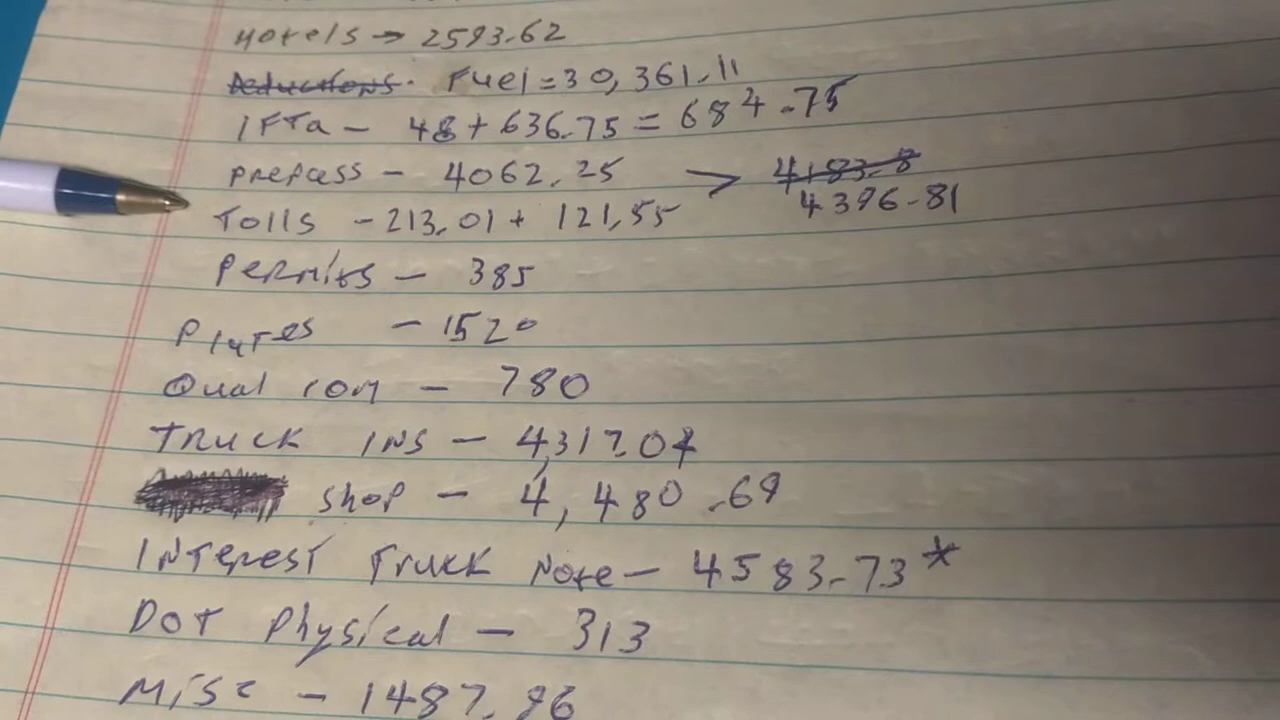 Hotels → 2593.62
Deductions. Fuel = 30,361.11
IFTa - 48 + 636.75 = 684.75
prepass - 4062.25 > 4183.8
Tolls - 213.01 + 121.55 4396.81
Permits - 385
Plates - 1520
Qual com - 780
Truck INS -
shop - 4,480.69
INTerest Truck Note - 4583.73*
DOT Physical - 313
Misc - 1487.96